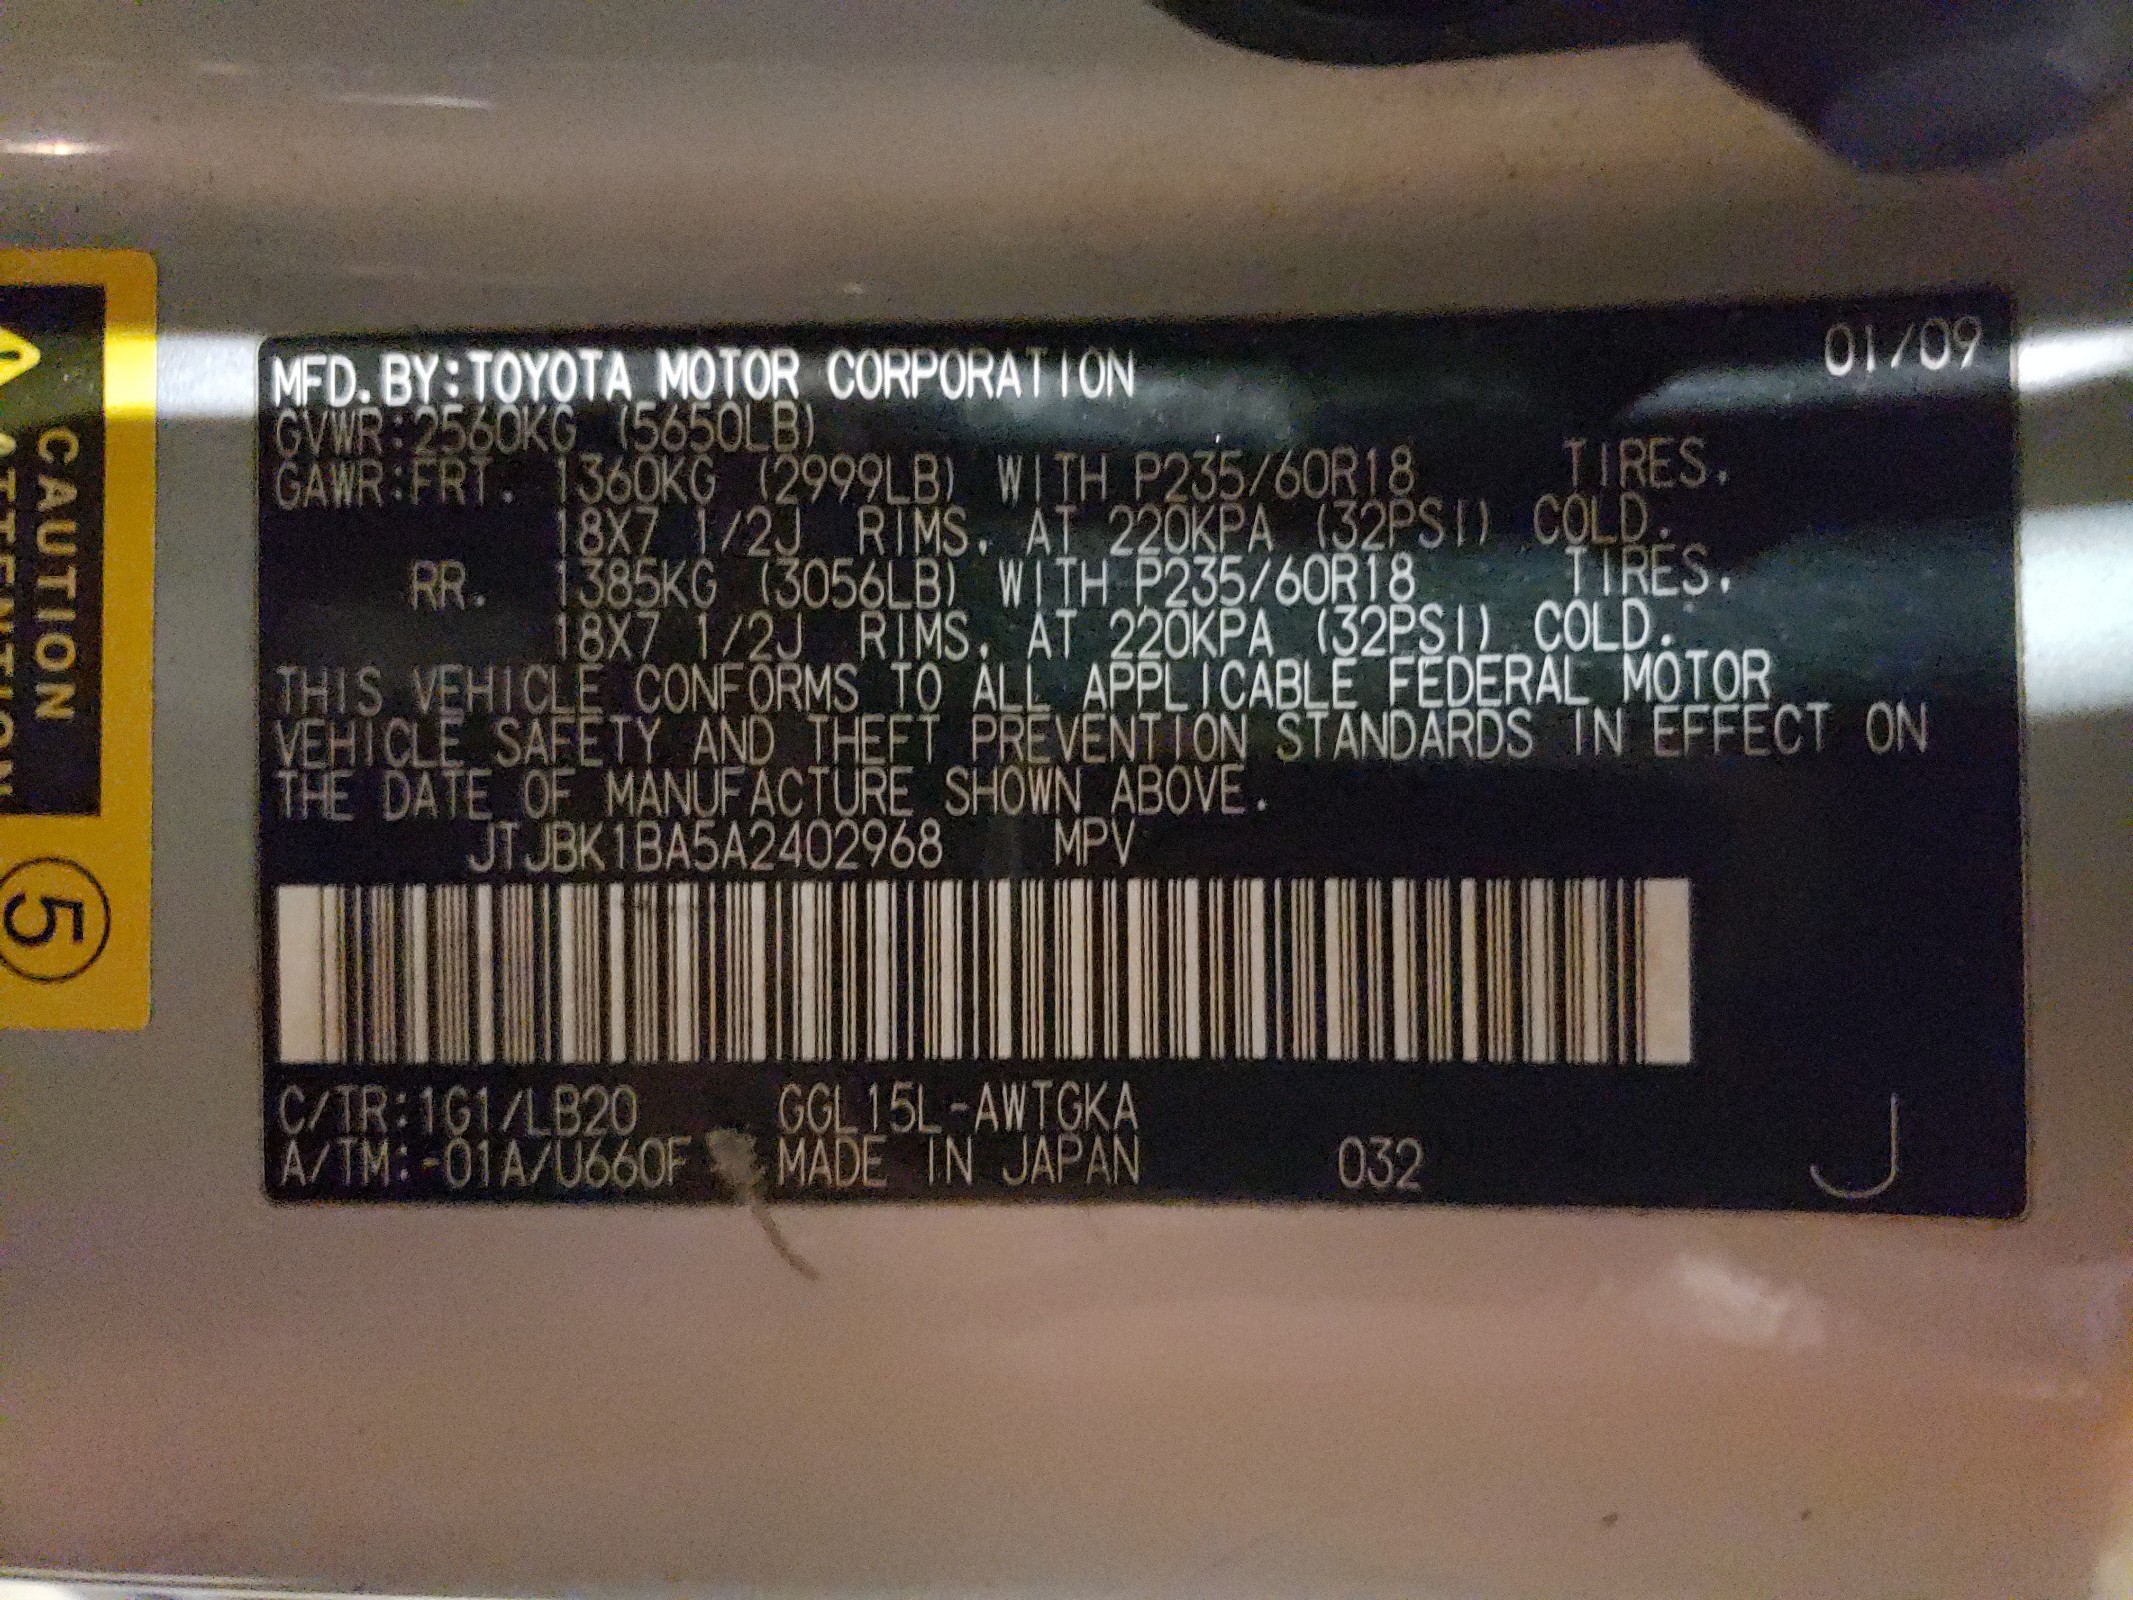 MFD. BY:TOYOTA MOTOR CORPORATION 01/09
GVWR:2560KG (5650LB)
GAWR:FRT. 1360KG (2999LB) WITH P235/60R18 TIRES.
18X7 1/2J RIMS, AT 220KPA (32PSI) COLD.
RR. 1385KG (3056LB) WITH P235/60R18 TIRES.
18X7 1/2J RIMS, AT 220KPA (32PSI) COLD.
THIS VEHICLE CONFORMS TO ALL APPLICABLE FEDERAL MOTOR
VEHICLE SAFETY AND THEFT PREVENTION STANDARDS IN EFFECT ON
THE DATE OF MANUFACTURE SHOWN ABOVE.
JTJBK1BA5A2402968 MPV
C/TR:1G1/LB20 GGL15L-AWTGKA
A/TM:-01A/U660F MADE IN JAPAN 032 J
CAUTION
ATTENTION
5